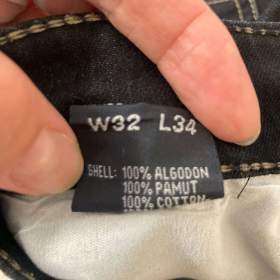 W32 L34
SHELL: 100% ALGODON
100% PAMUT
100% COTTON